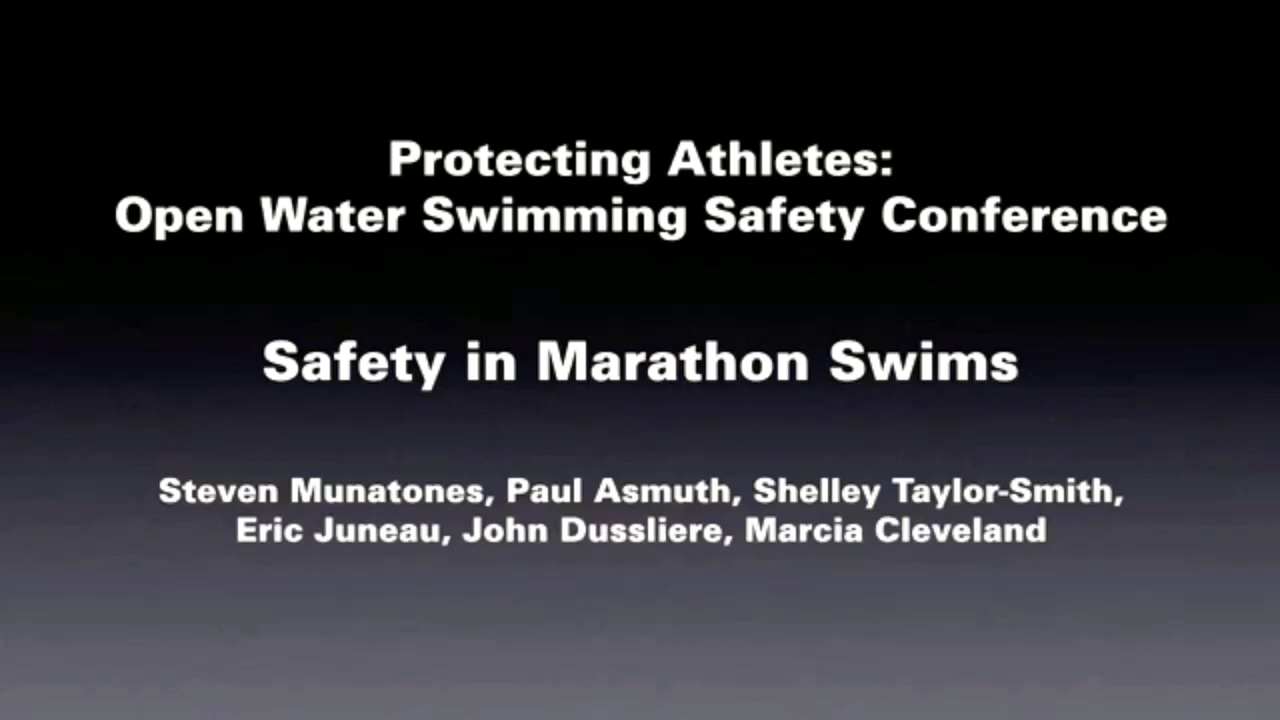 Protecting Athletes:
Open Water Swimming Safety Conference
Safety in Marathon Swims
Steven Munatones, Paul Asmuth, Shelley Taylor-Smith,
Eric Juneau, John Dussliere, Marcia Cleveland